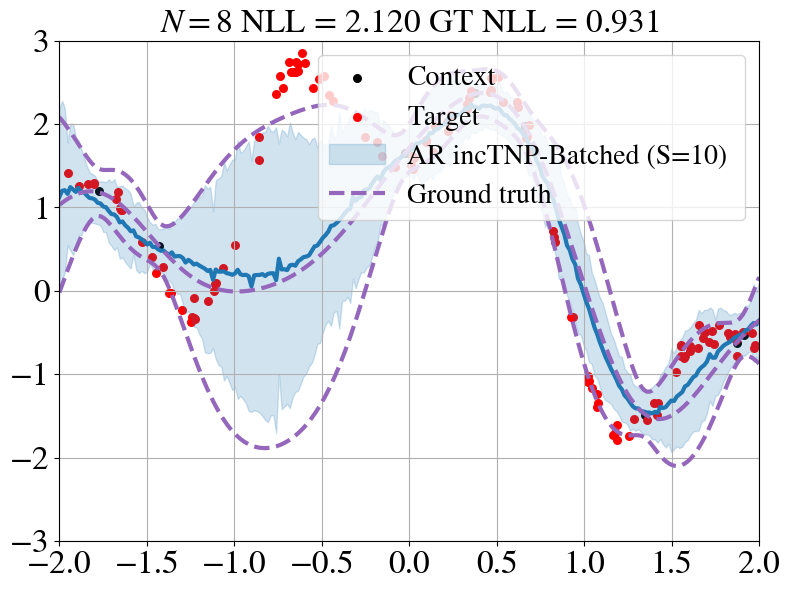 N = 8 NLL = 2.120 GT NLL = 0.931
3
2
1
0
−1
−2
−3
Context
Target
AR incTNP-Batched (S=10)
Ground truth
−2.0 −1.5 −1.0 −0.5 0.0 0.5 1.0 1.5 2.0